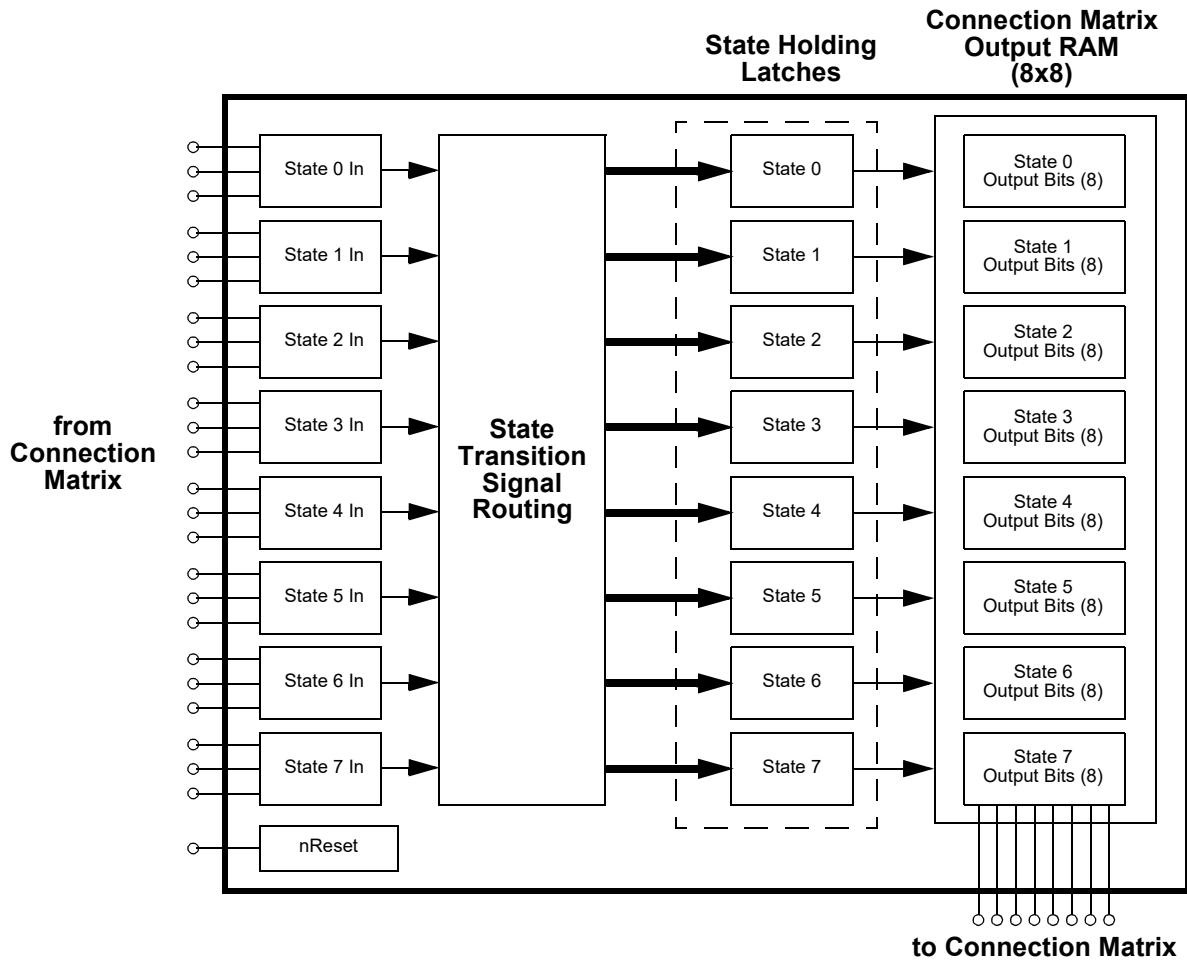 State Holding
Latches
Connection Matrix
Output RAM
(8x8)
from
Connection
Matrix
State 0 In
State 1 In
State 2 In
State 3 In
State 4 In
State 5 In
State 6 In
State 7 In
nReset
State
Transition
Signal
Routing
State 0
State 1
State 2
State 3
State 4
State 5
State 6
State 7
State 0
Output Bits (8)
State 1
Output Bits (8)
State 2
Output Bits (8)
State 3
Output Bits (8)
State 4
Output Bits (8)
State 5
Output Bits (8)
State 6
Output Bits (8)
State 7
Output Bits (8)
to Connection Matrix